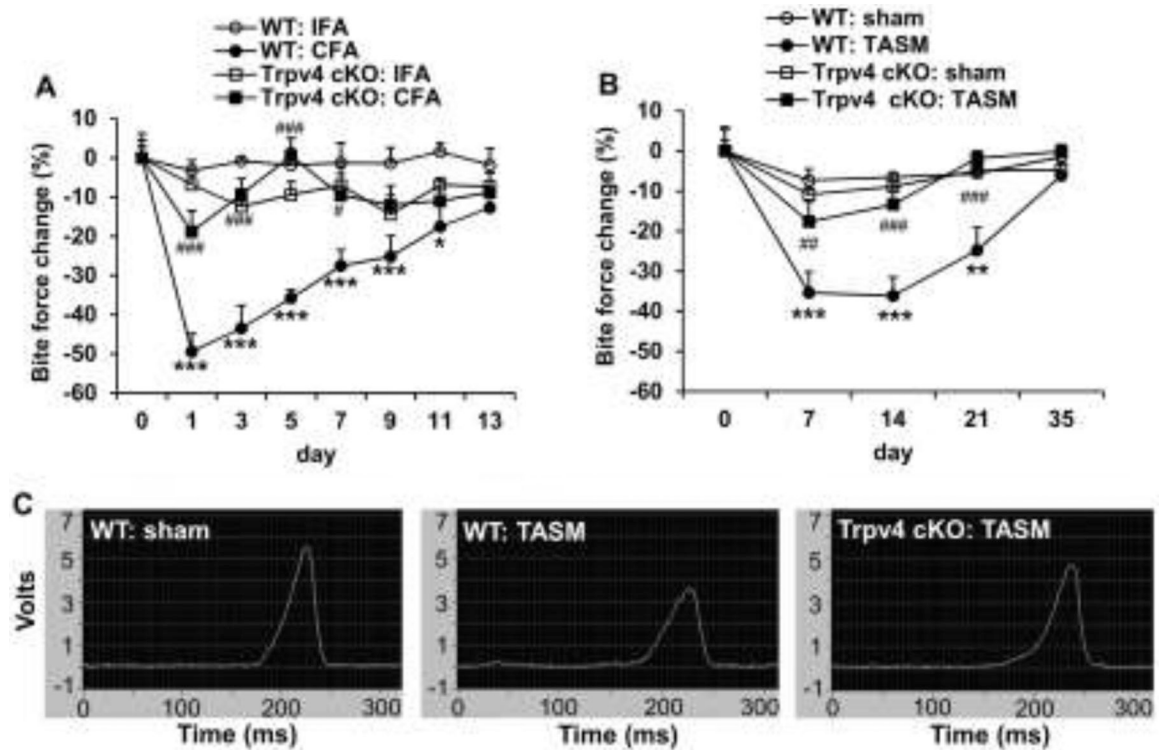 WT: IFA
WT: CFA
Trpv4 cKO: IFA
Trpv4 cKO: CFA
A
Bite force change (%)
10
0
-10
-20
-30
-40
-50
-60
###
###
###
#
***
***
***
***
***
*
0 1 3 5 7 9 11 13
day
WT: sham
WT: TASM
Trpv4 cKO: sham
Trpv4 cKO: TASM
B
Bite force change (%)
10
0
-10
-20
-30
-40
-50
-60
##
###
###
***
***
**
0 7 14 21 35
day
C
Volts
WT: sham
7
5
3
1
-1
0 100 200 300
Time (ms)
WT: TASM
7
5
3
1
-1
0 100 200 300
Time (ms)
Trpv4 cKO: TASM
7
5
3
1
-1
0 100 200 300
Time (ms)